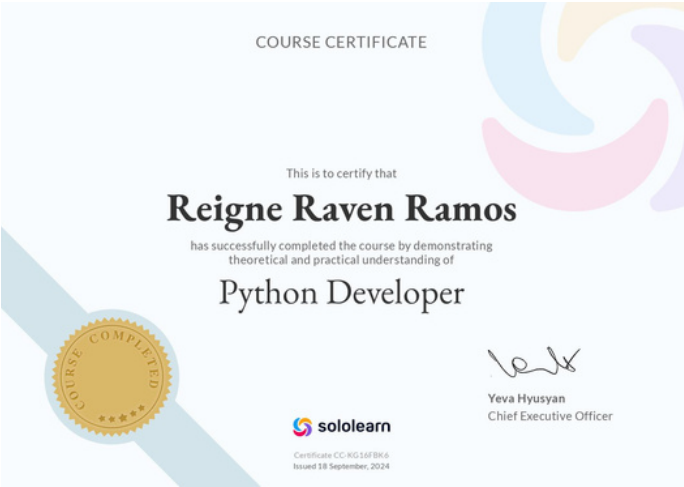 COURSE CERTIFICATE
This is to certify that
Reigne Raven Ramos
has successfully completed the course by demonstrating
theoretical and practical understanding of
Python Developer
COURSE COMPLETED
Yeva Hyusyan
Chief Executive Officer
sololearn
Certificate CC-KG16FBK6
Issued 18 September, 2024